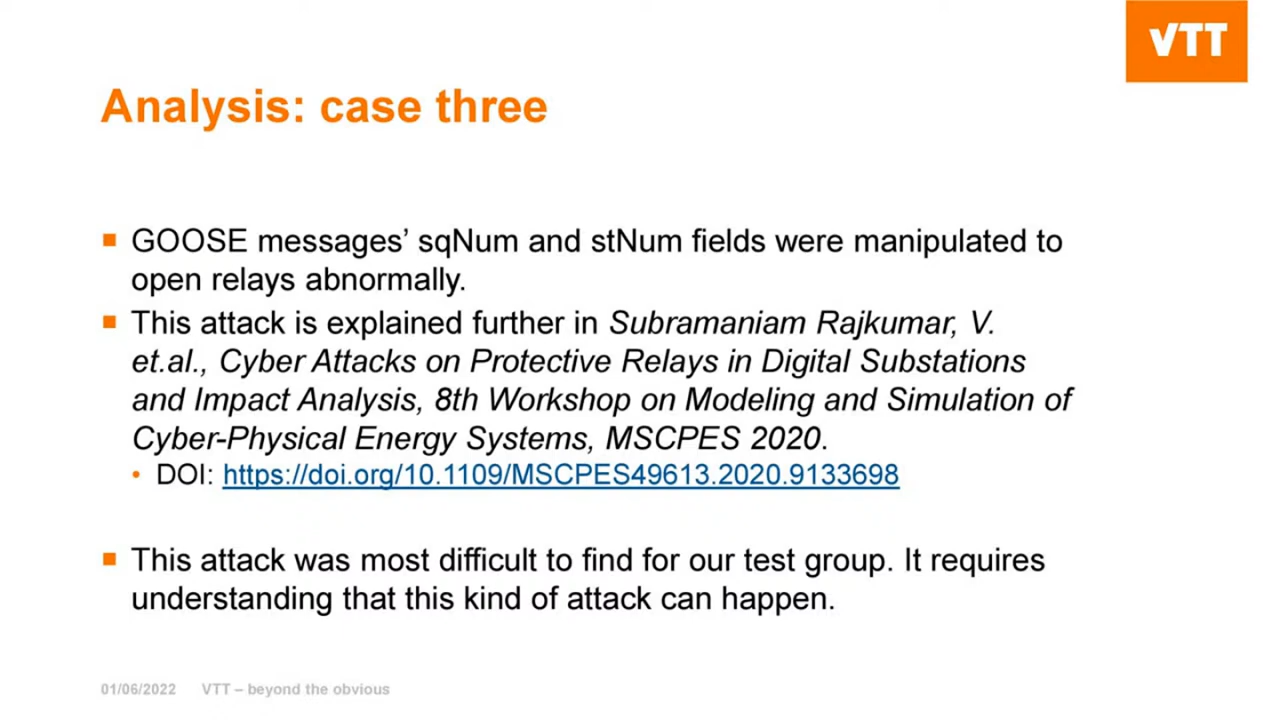 VTT
Analysis: case three
▪ GOOSE messages’ sqNum and stNum fields were manipulated to
open relays abnormally.
▪ This attack is explained further in Subramaniam Rajkumar, V.
et.al., Cyber Attacks on Protective Relays in Digital Substations
and Impact Analysis, 8th Workshop on Modeling and Simulation of
Cyber-Physical Energy Systems, MSCPES 2020.
• DOI: https://doi.org/10.1109/MSCPES49613.2020.9133698
▪ This attack was most difficult to find for our test group. It requires
understanding that this kind of attack can happen.
01/06/2022 VTT – beyond the obvious